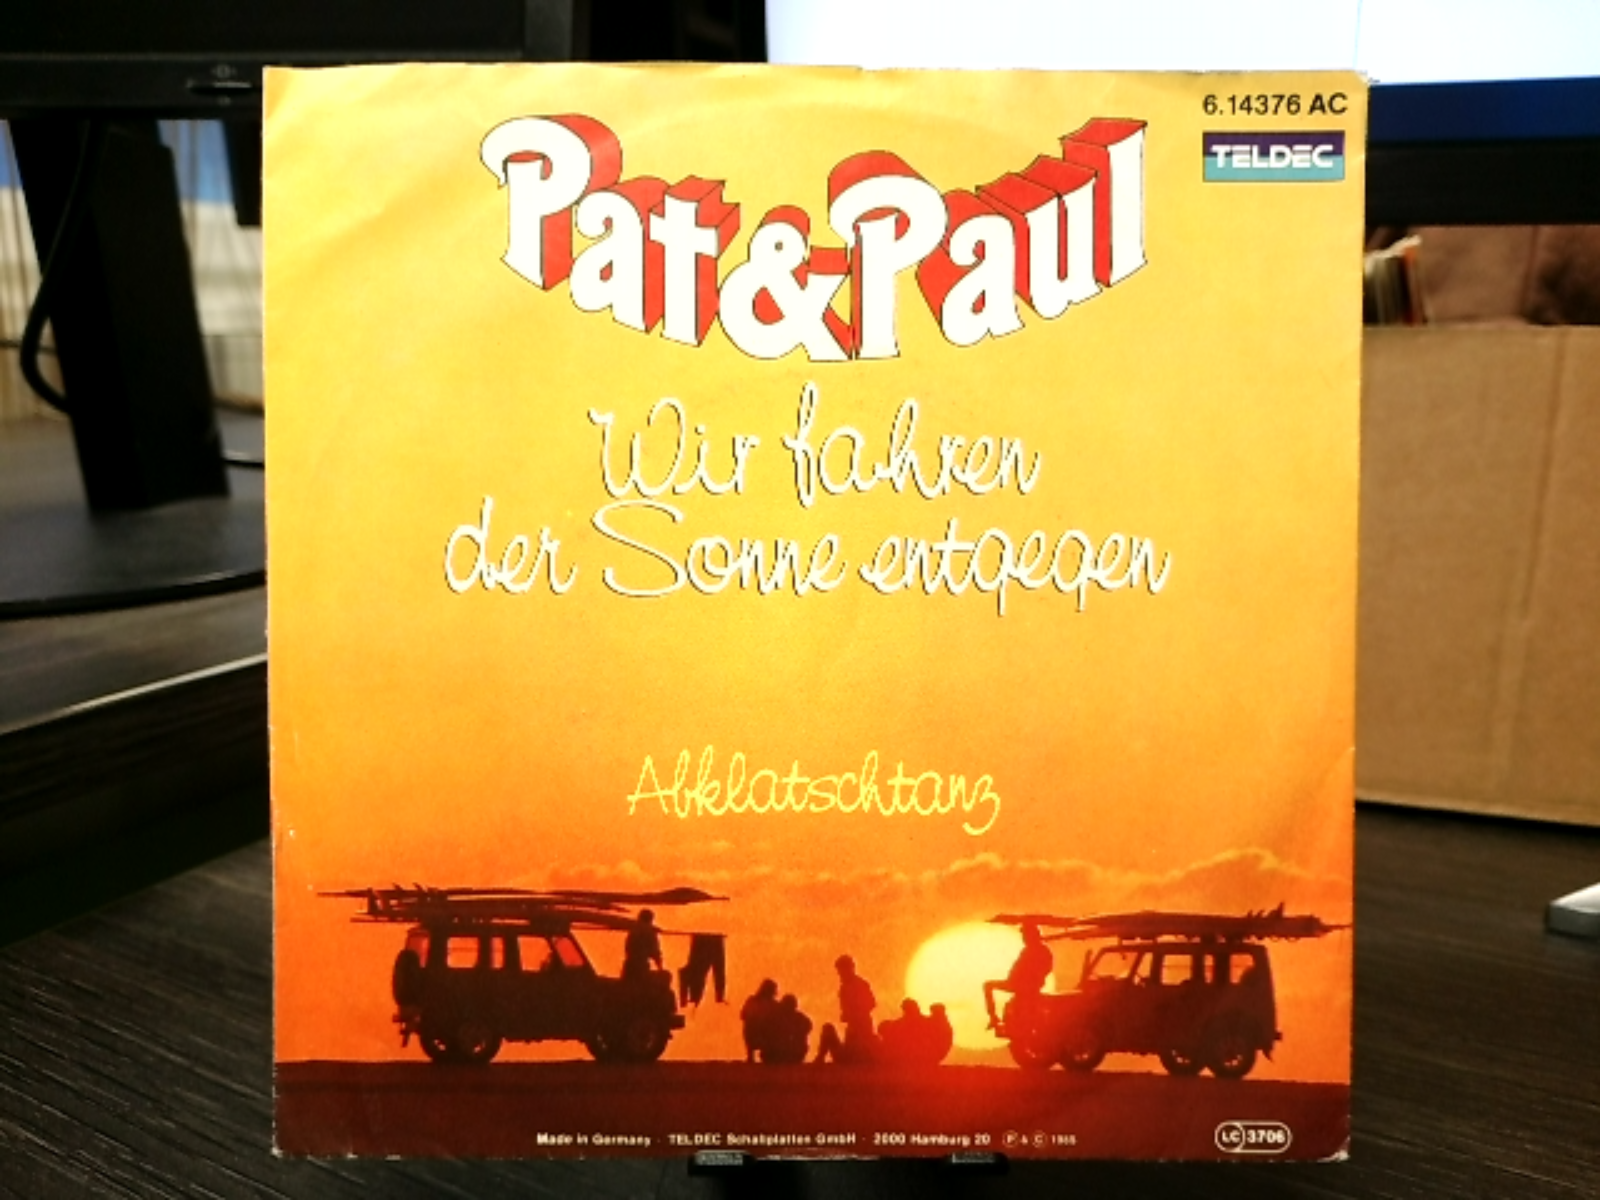 6.14376 AC
TELDEC
Pat & Paul
Wir fahren
der Sonne entgegen
Abklatschtanz
Made in Germany · TELDEC Schallplatten GmbH · 2000 Hamburg 20 Ⓟ & Ⓒ 1985
LC 3706